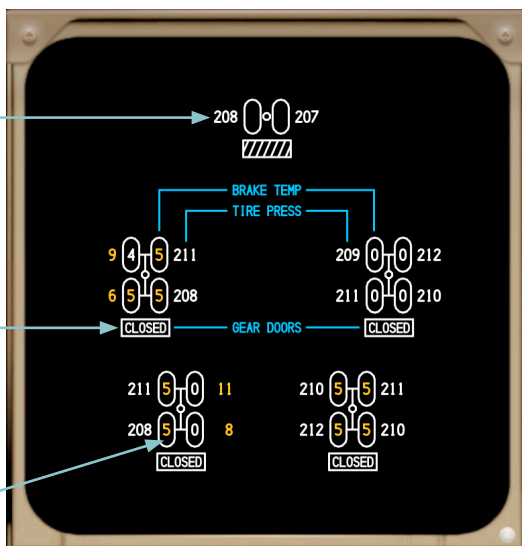 208 207
BRAKE TEMP
TIRE PRESS
9 4 5 211 209 0 0 212
6 5 5 208 211 0 0 210
CLOSED GEAR DOORS CLOSED
211 5 0 11 210 5 5 211
208 5 0 8 212 5 5 210
CLOSED CLOSED